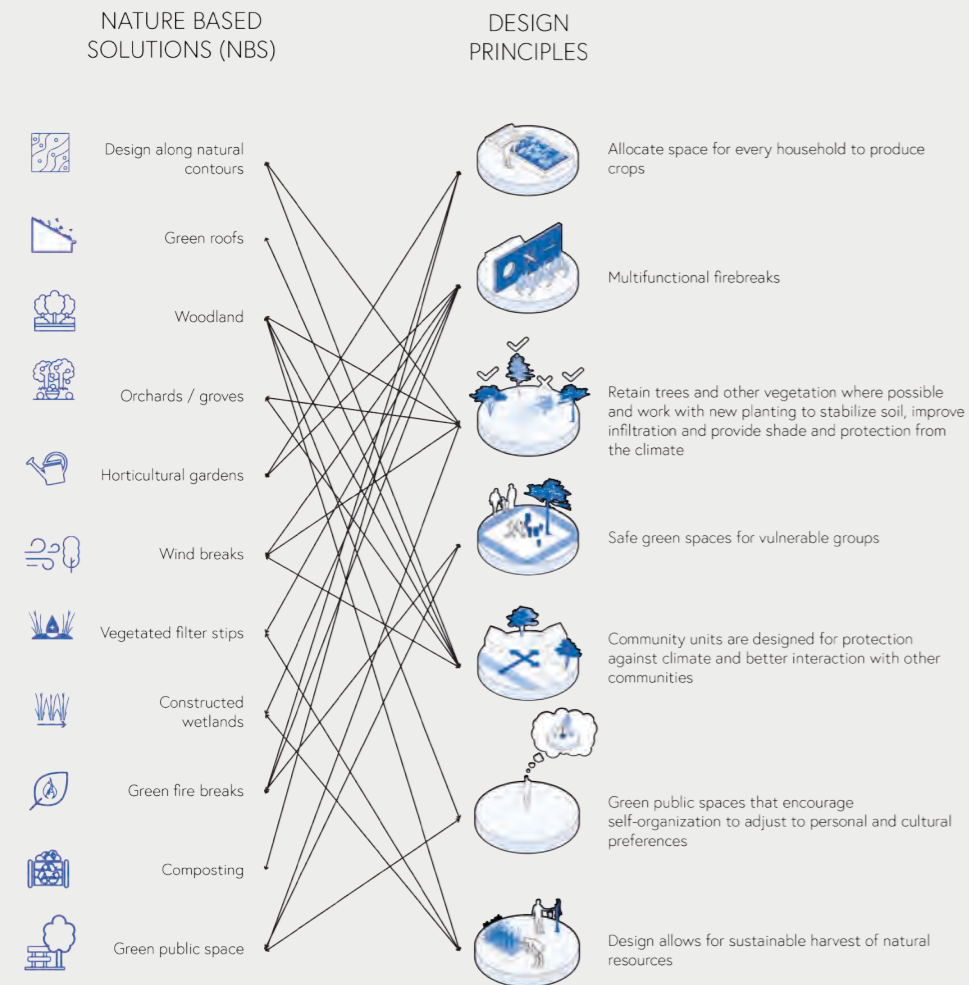 NATURE BASED
SOLUTIONS (NBS)
DESIGN
PRINCIPLES
Design along natural
contours
Green roofs
Woodland
Orchards / groves
Horticultural gardens
Wind breaks
Vegetated filter stips
Constructed
wetlands
Green fire breaks
Composting
Green public space
Allocate space for every household to produce
crops
Multifunctional firebreaks
Retain trees and other vegetation where possible
and work with new planting to stabilize soil, improve
infiltration and provide shade and protection from
the climate
Safe green spaces for vulnerable groups
Community units are designed for protection
against climate and better interaction with other
communities
Green public spaces that encourage
self-organization to adjust to personal and cultural
preferences
Design allows for sustainable harvest of natural
resources